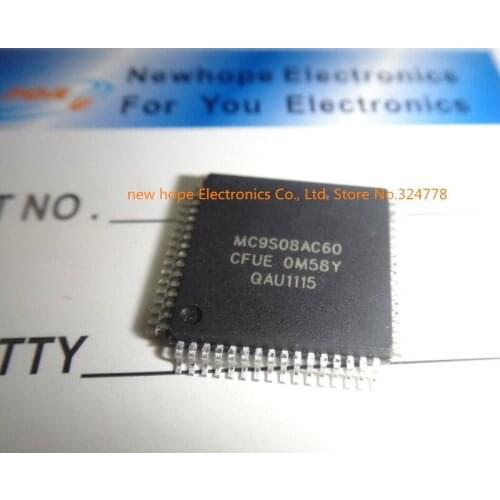 Newhope Electronics
For You Electronics
new hope Electronics Co., Ltd. Store No.324778
T NO.
MC9S08AC60
CFUE 0M58Y
QAU1115
TTY